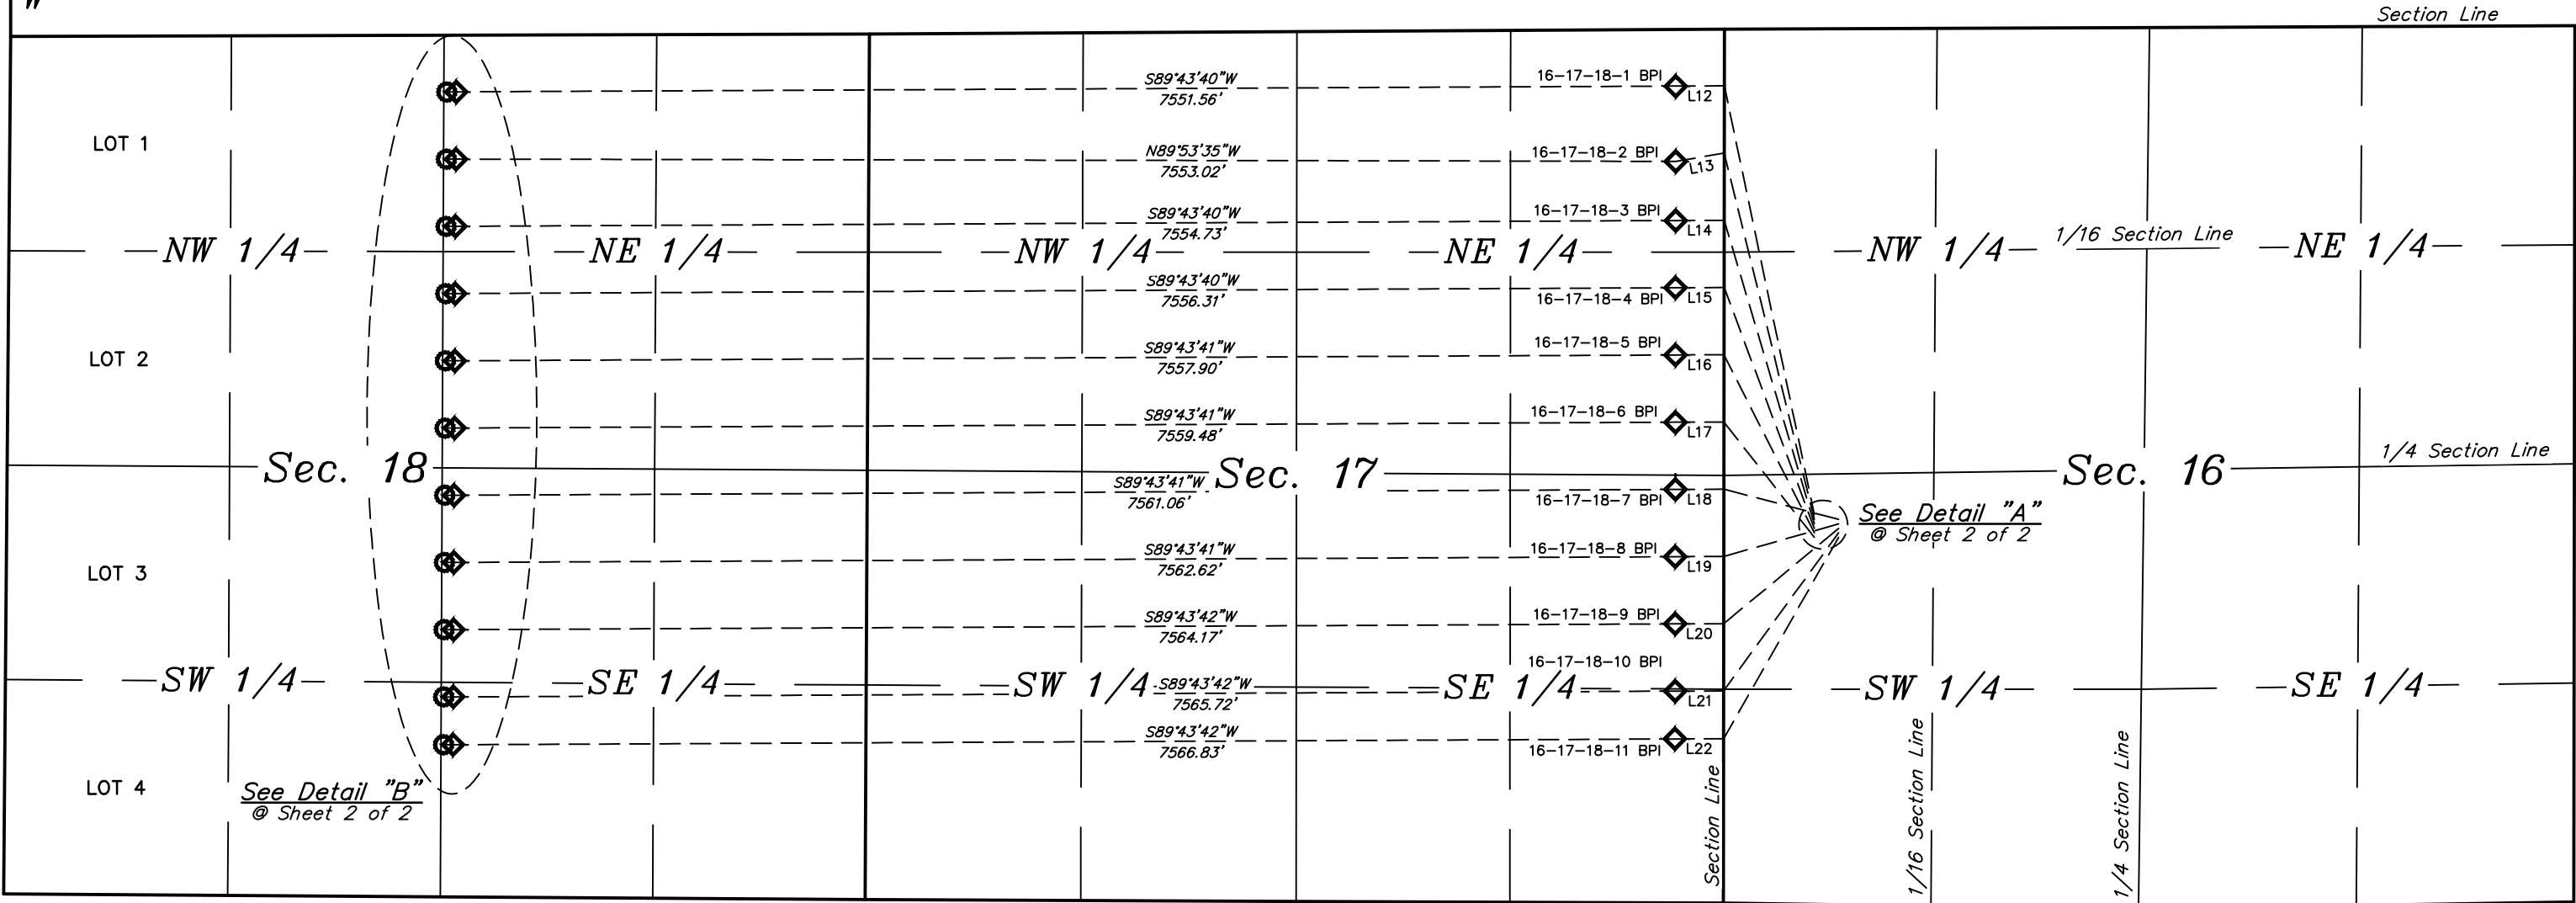 W
Section Line
S89°43'40"W
7551.56'
16-17-18-1 BPI
L12
LOT 1
N89°53'35"W
7553.02'
16-17-18-2 BPI
L13
S89°43'40"W
7554.73'
16-17-18-3 BPI
L14
NW 1/4
NE 1/4
NW 1/4
NE 1/4
NW 1/4
1/16 Section Line
NE 1/4
S89°43'40"W
7556.31'
16-17-18-4 BPI
L15
LOT 2
S89°43'41"W
7557.90'
16-17-18-5 BPI
L16
S89°43'41"W
7559.48'
16-17-18-6 BPI
L17
Sec. 18
Sec. 17
Sec. 16
1/4 Section Line
S89°43'41"W
7561.06'
16-17-18-7 BPI
L18
See Detail "A"
@ Sheet 2 of 2
LOT 3
S89°43'41"W
7562.62'
16-17-18-8 BPI
L19
S89°43'42"W
7564.17'
16-17-18-9 BPI
L20
SW 1/4
SE 1/4
SW 1/4
S89°43'42"W
7565.72'
SE 1/4
16-17-18-10 BPI
L21
SW 1/4
SE 1/4
S89°43'42"W
7566.83'
16-17-18-11 BPI
L22
LOT 4
See Detail "B"
@ Sheet 2 of 2
Section Line
1/16 Section Line
1/4 Section Line